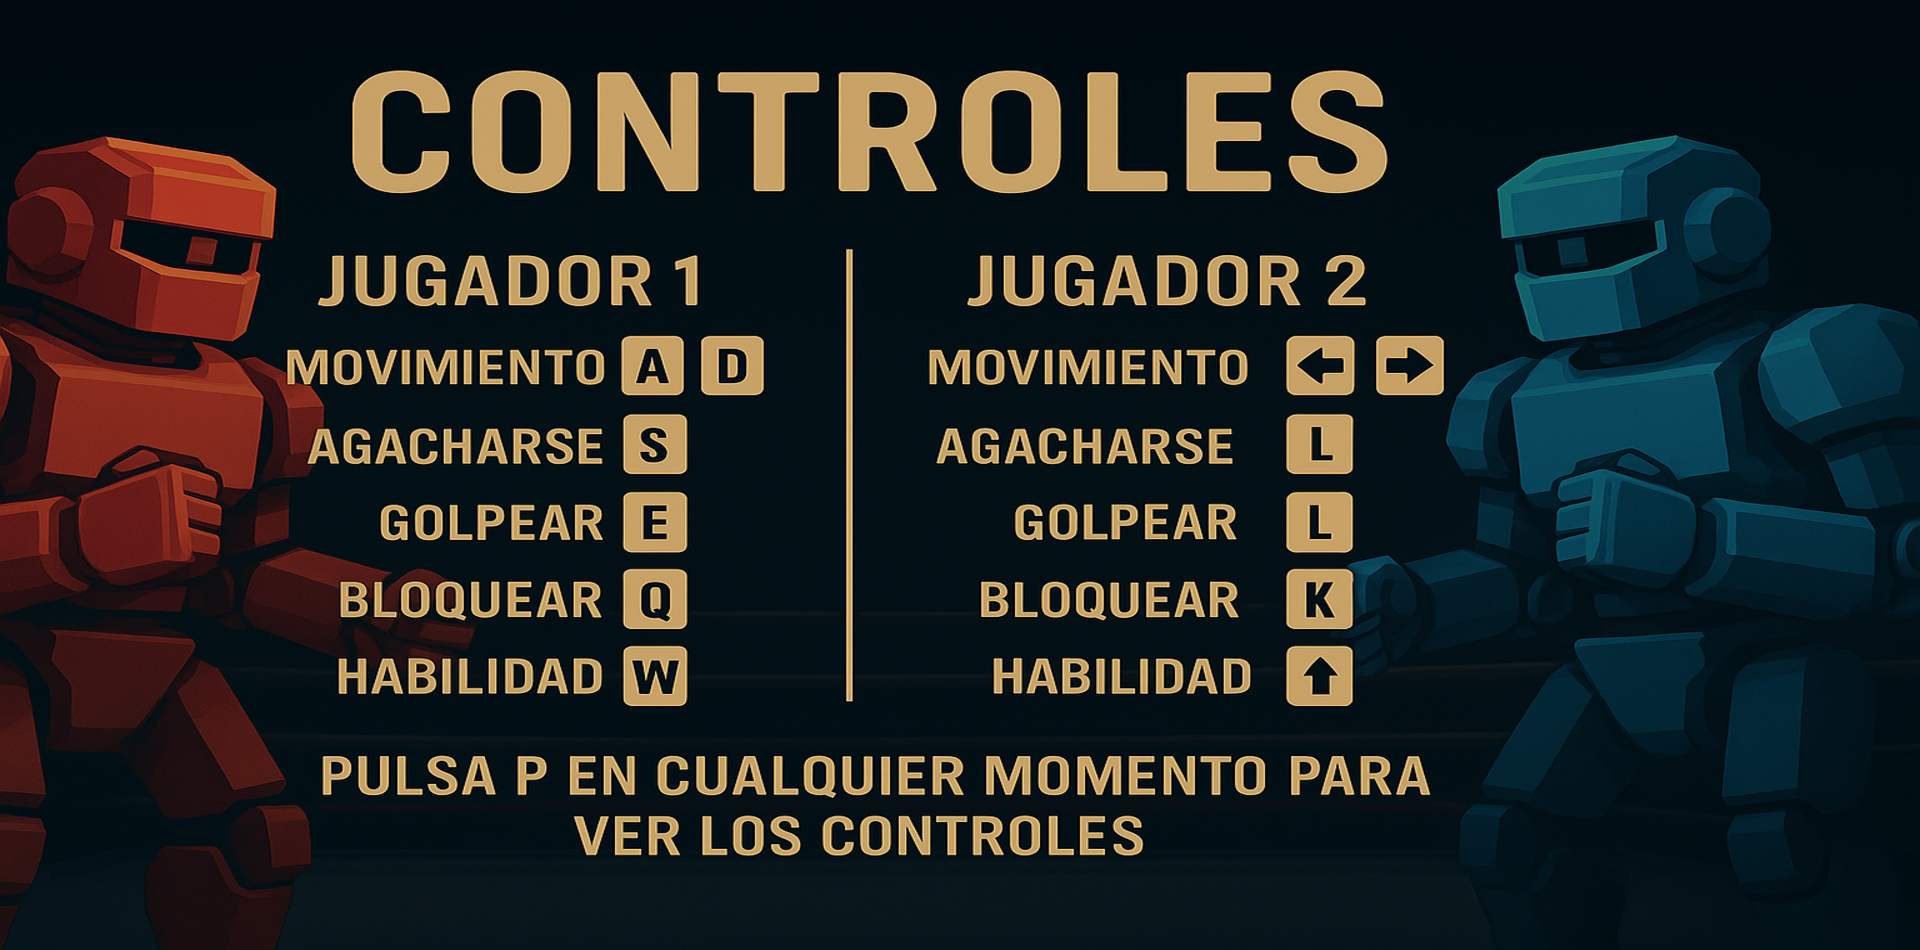 CONTROLES
JUGADOR 1
MOVIMIENTO A D
AGACHARSE S
GOLPEAR E
BLOQUEAR Q
HABILIDAD W
JUGADOR 2
MOVIMIENTO ← →
AGACHARSE L
GOLPEAR L
BLOQUEAR K
HABILIDAD ↑
PULSA P EN CUALQUIER MOMENTO PARA
VER LOS CONTROLES